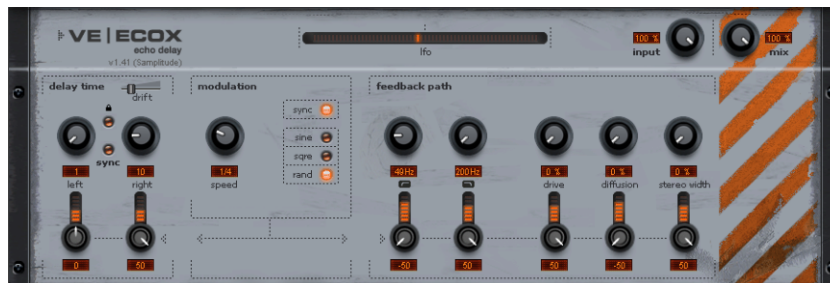 VE|ECOX
echo delay
v1.41 (Samplitude)
lfo
100 %
input
100 %
mix
delay time
drift
modulation
feedback path
sync
sync
sine
sqre
rand
1
10
1/4
49 Hz
200 Hz
0 %
0 %
0 %
left
right
speed
drive
diffusion
stereo width
0
50
-50
50
50
-50
50